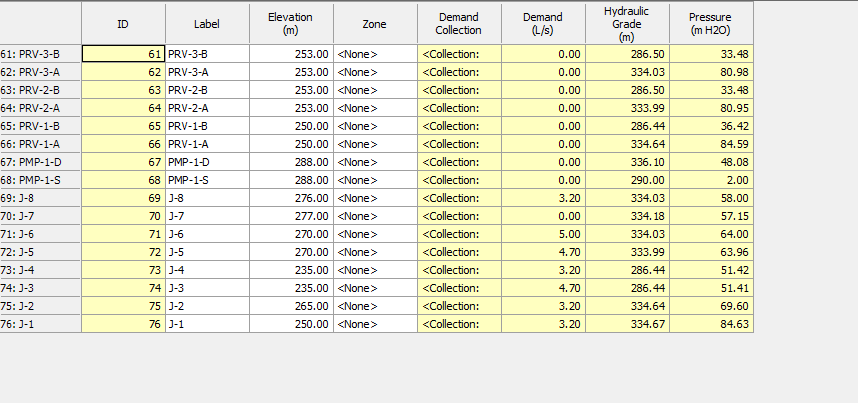 ID Label Elevation (m) Zone Demand Collection Demand (L/s) Hydraulic Grade (m) Pressure (m H2O)
61: PRV-3-B 61 PRV-3-B 253.00 <None> <Collection: 0.00 286.50 33.48
62: PRV-3-A 62 PRV-3-A 253.00 <None> <Collection: 0.00 334.03 80.98
63: PRV-2-B 63 PRV-2-B 253.00 <None> <Collection: 0.00 286.50 33.48
64: PRV-2-A 64 PRV-2-A 253.00 <None> <Collection: 0.00 333.99 80.95
65: PRV-1-B 65 PRV-1-B 250.00 <None> <Collection: 0.00 286.44 36.42
66: PRV-1-A 66 PRV-1-A 250.00 <None> <Collection: 0.00 334.64 84.59
67: PMP-1-D 67 PMP-1-D 288.00 <None> <Collection: 0.00 336.10 48.08
68: PMP-1-S 68 PMP-1-S 288.00 <None> <Collection: 0.00 290.00 2.00
69: J-8 69 J-8 276.00 <None> <Collection: 3.20 334.03 58.00
70: J-7 70 J-7 277.00 <None> <Collection: 0.00 334.18 57.15
71: J-6 71 J-6 270.00 <None> <Collection: 5.00 334.03 64.00
72: J-5 72 J-5 270.00 <None> <Collection: 4.70 333.99 63.96
73: J-4 73 J-4 235.00 <None> <Collection: 3.20 286.44 51.42
74: J-3 74 J-3 235.00 <None> <Collection: 4.70 286.44 51.41
75: J-2 75 J-2 265.00 <None> <Collection: 3.20 334.64 69.60
76: J-1 76 J-1 250.00 <None> <Collection: 3.20 334.67 84.63